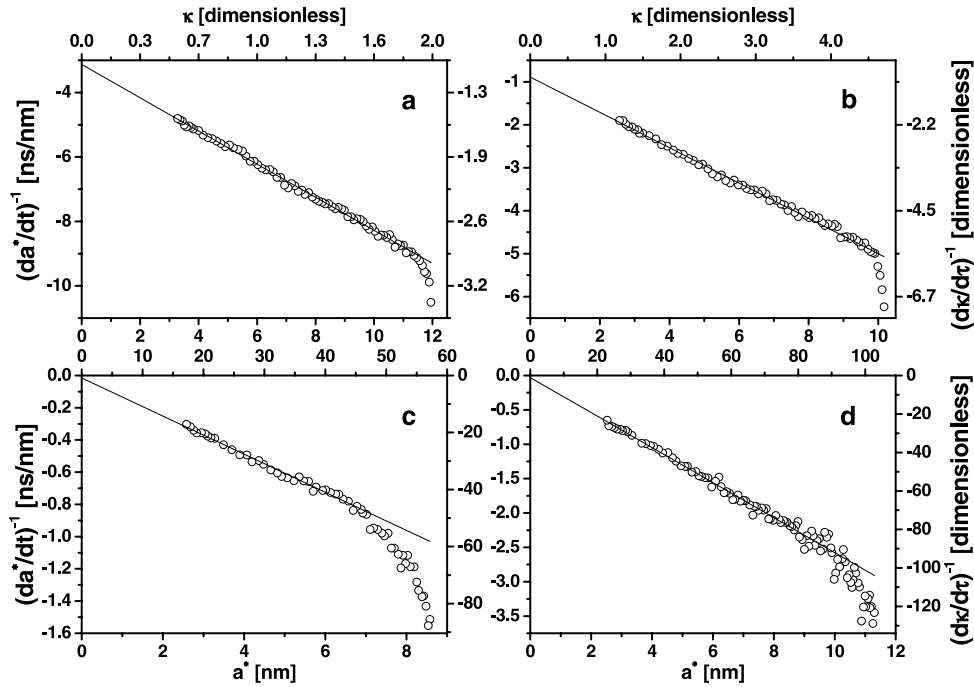 κ [dimensionless]
κ [dimensionless]
0.0 0.3 0.7 1.0 1.3 1.6 2.0
0.0 1.2 2.4 3.6 4.8
a
b
-4
-6
-8
-10
-1.3
-1.9
-2.6
-3.2
-1
-2
-3
-4
-5
-6
-2.2
-4.5
-6.7
(da*/dt)⁻¹ [ns/nm]
(dκ/dτ)⁻¹ [dimensionless]
0 2 4 6 8 10 12
0 2 4 6 8 10
0 10 20 30 40 50 60
0 20 40 60 80 100
c
d
0.0
-0.2
-0.4
-0.6
-0.8
-1.0
-1.2
-1.4
-1.6
0
-20
-40
-60
-80
0.0
-0.5
-1.0
-1.5
-2.0
-2.5
-3.0
-3.5
0
-20
-40
-60
-80
-100
-120
(da*/dt)⁻¹ [ns/nm]
(dκ/dτ)⁻¹ [dimensionless]
0 2 4 6 8
0 2 4 6 8 10 12
a* [nm]
a* [nm]